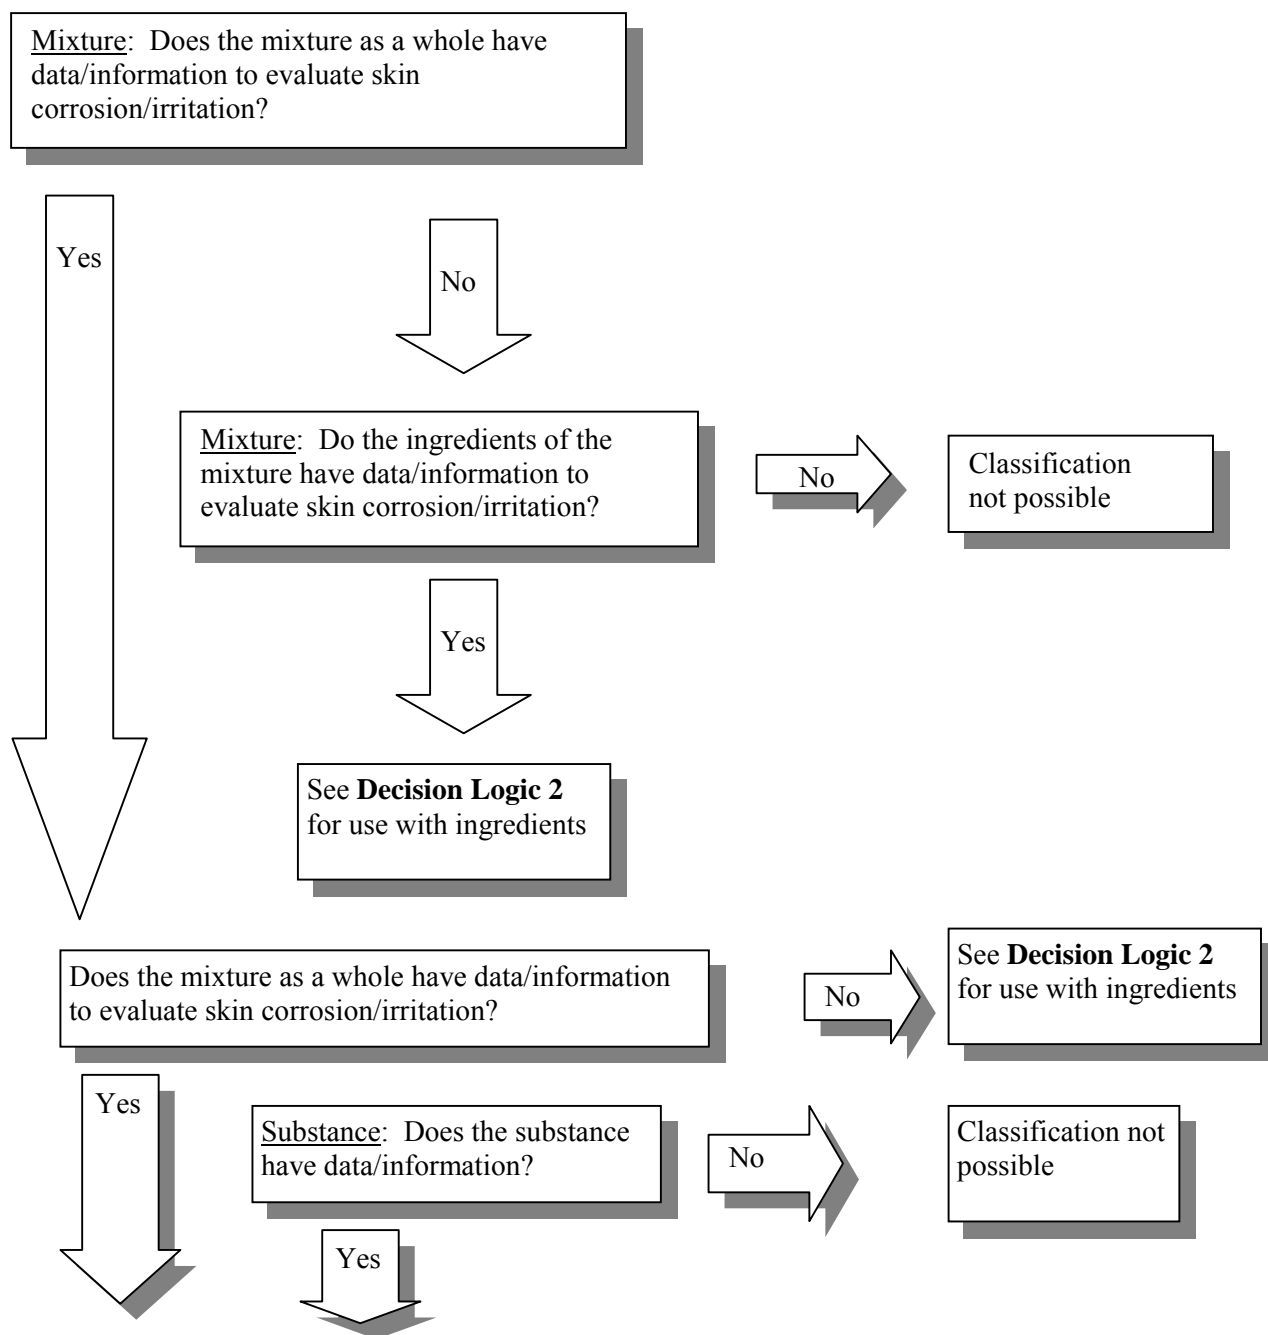 Mixture: Does the mixture as a whole have
data/information to evaluate skin
corrosion/irritation?
Yes
No
Mixture: Do the ingredients of the
mixture have data/information to
evaluate skin corrosion/irritation?
No
Classification
not possible
Yes
See Decision Logic 2
for use with ingredients
Does the mixture as a whole have data/information
to evaluate skin corrosion/irritation?
No
See Decision Logic 2
for use with ingredients
Yes
Substance: Does the substance
have data/information?
No
Classification not
possible
Yes